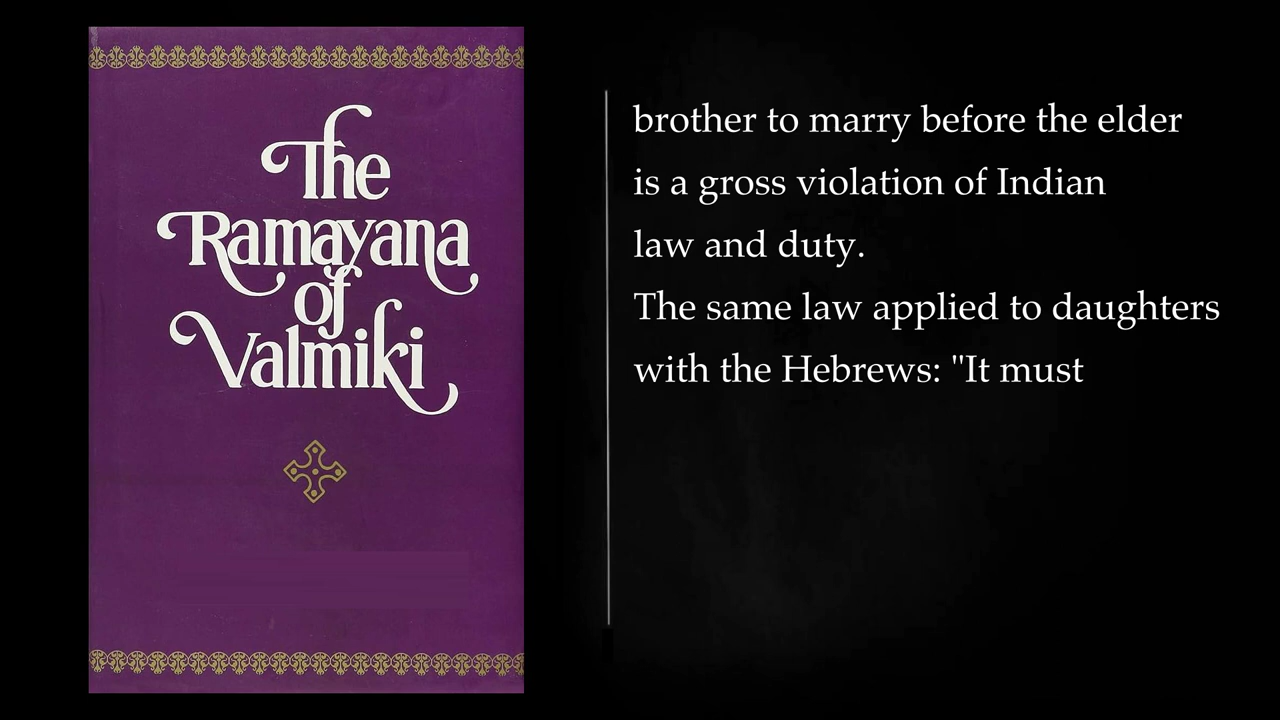 The
Ramayana
of
Valmiki
brother to marry before the elder
is a gross violation of Indian
law and duty.
The same law applied to daughters
with the Hebrews: "It must